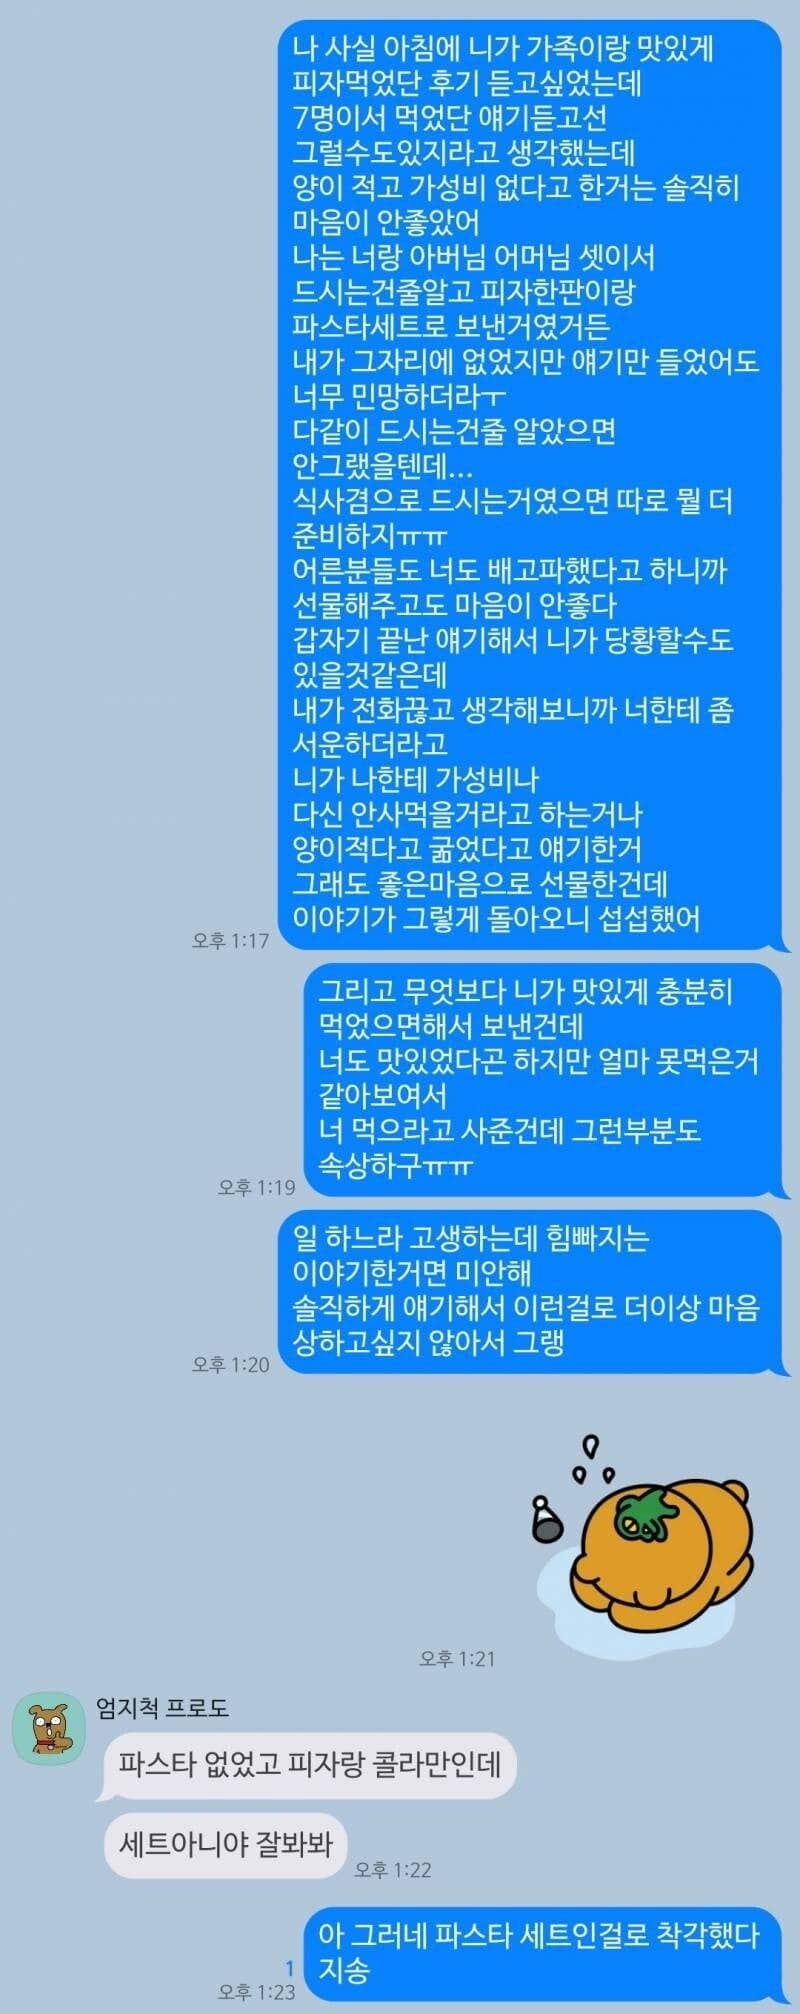 나 사실 아침에 니가 가족이랑 맛있게
피자먹었단 후기 듣고싶었는데
7명이서 먹었단 얘기듣고선
그럴수도있지라고 생각했는데
양이 적고 가성비 없다고 한거는 솔직히
마음이 안좋았어
나는 너랑 아버님 어머님 셋이서
드시는건줄알고 피자한판이랑
파스타세트로 보낸거였거든
내가 그자리에 없었지만 얘기만 들었어도
너무 민망하더라ㅜ
다같이 드시는건줄 알았으면
안그랬을텐데...
식사겸으로 드시는거였으면 따로 뭘 더
준비하지ㅠㅠ
어른분들도 너도 배고파했다고 하니까
선물해주고도 마음이 안좋다
갑자기 끝난 얘기해서 니가 당황할수도
있을것같은데
내가 전화끊고 생각해보니까 너한테 좀
서운하더라고
니가 나한테 가성비나
다신 안사먹을거라고 하는거나
양이적다고 굶었다고 얘기한거
그래도 좋은마음으로 선물한건데
이야기가 그렇게 돌아오니 섭섭했어
오후 1:17
그리고 무엇보다 니가 맛있게 충분히
먹었으면해서 보낸건데
너도 맛있었다곤 하지만 얼마 못먹은거
같아보여서
너 먹으라고 사준건데 그런부분도
속상하구ㅠㅠ
오후 1:19
일 하느라 고생하는데 힘빠지는
이야기한거면 미안해
솔직하게 얘기해서 이런걸로 더이상 마음
상하고싶지 않아서 그랭
오후 1:20
오후 1:21
엄지척 프로도
파스타 없었고 피자랑 콜라만인데
세트아니야 잘봐봐
오후 1:22
아 그러네 파스타 세트인걸로 착각했다
지송
1
오후 1:23